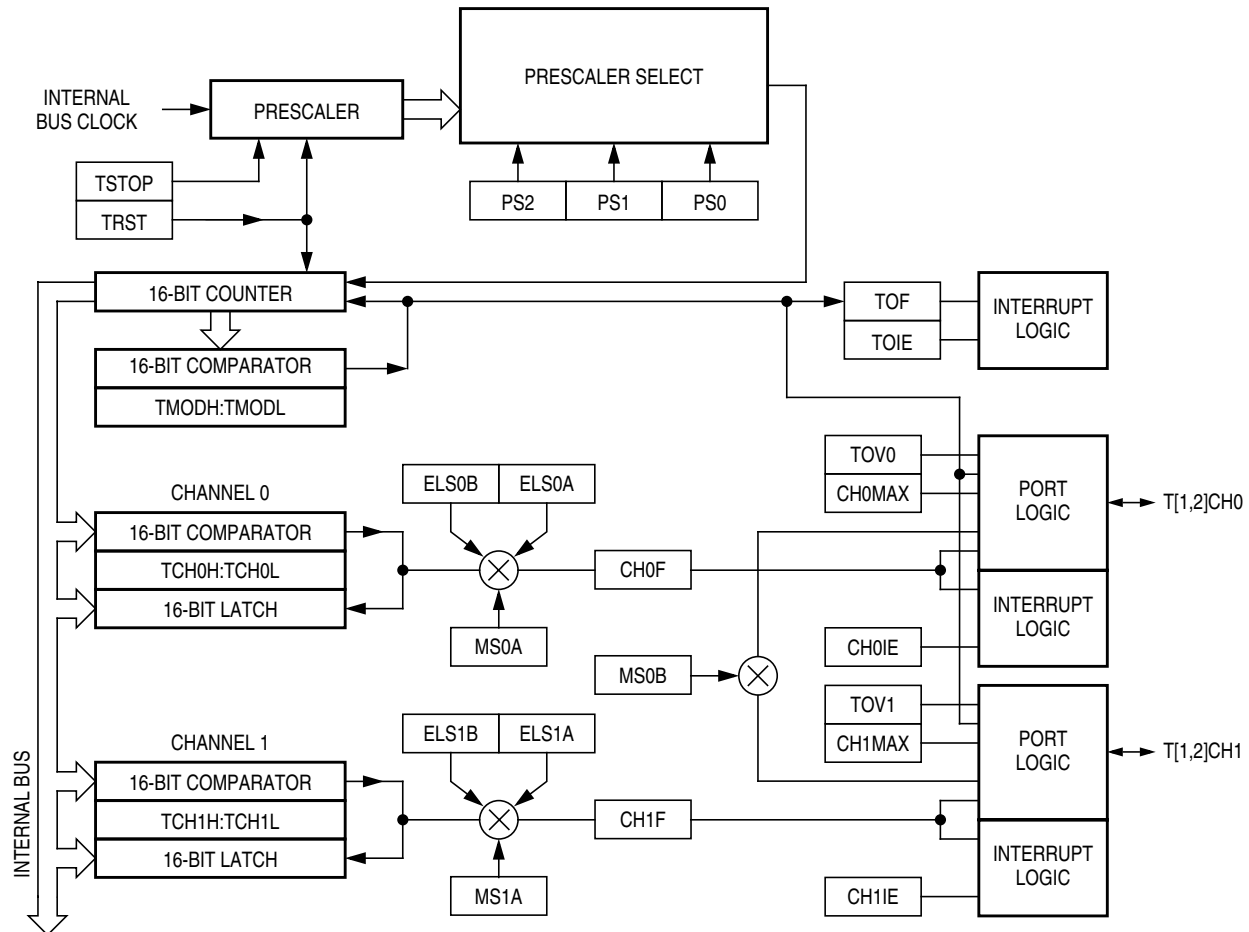 PRESCALER SELECT
INTERNAL
BUS CLOCK
PRESCALER
TSTOP
TRST
PS2
PS1
PS0
16-BIT COUNTER
TOF
TOIE
INTERRUPT
LOGIC
16-BIT COMPARATOR
TMODH:TMODL
CHANNEL 0
ELS0B
ELS0A
TOV0
CH0MAX
PORT
LOGIC
T[1,2]CH0
16-BIT COMPARATOR
TCH0H:TCH0L
16-BIT LATCH
CH0F
MS0A
INTERRUPT
LOGIC
CH0IE
MS0B
CHANNEL 1
ELS1B
ELS1A
TOV1
CH1MAX
PORT
LOGIC
T[1,2]CH1
INTERNAL BUS
16-BIT COMPARATOR
TCH1H:TCH1L
16-BIT LATCH
CH1F
MS1A
INTERRUPT
LOGIC
CH1IE